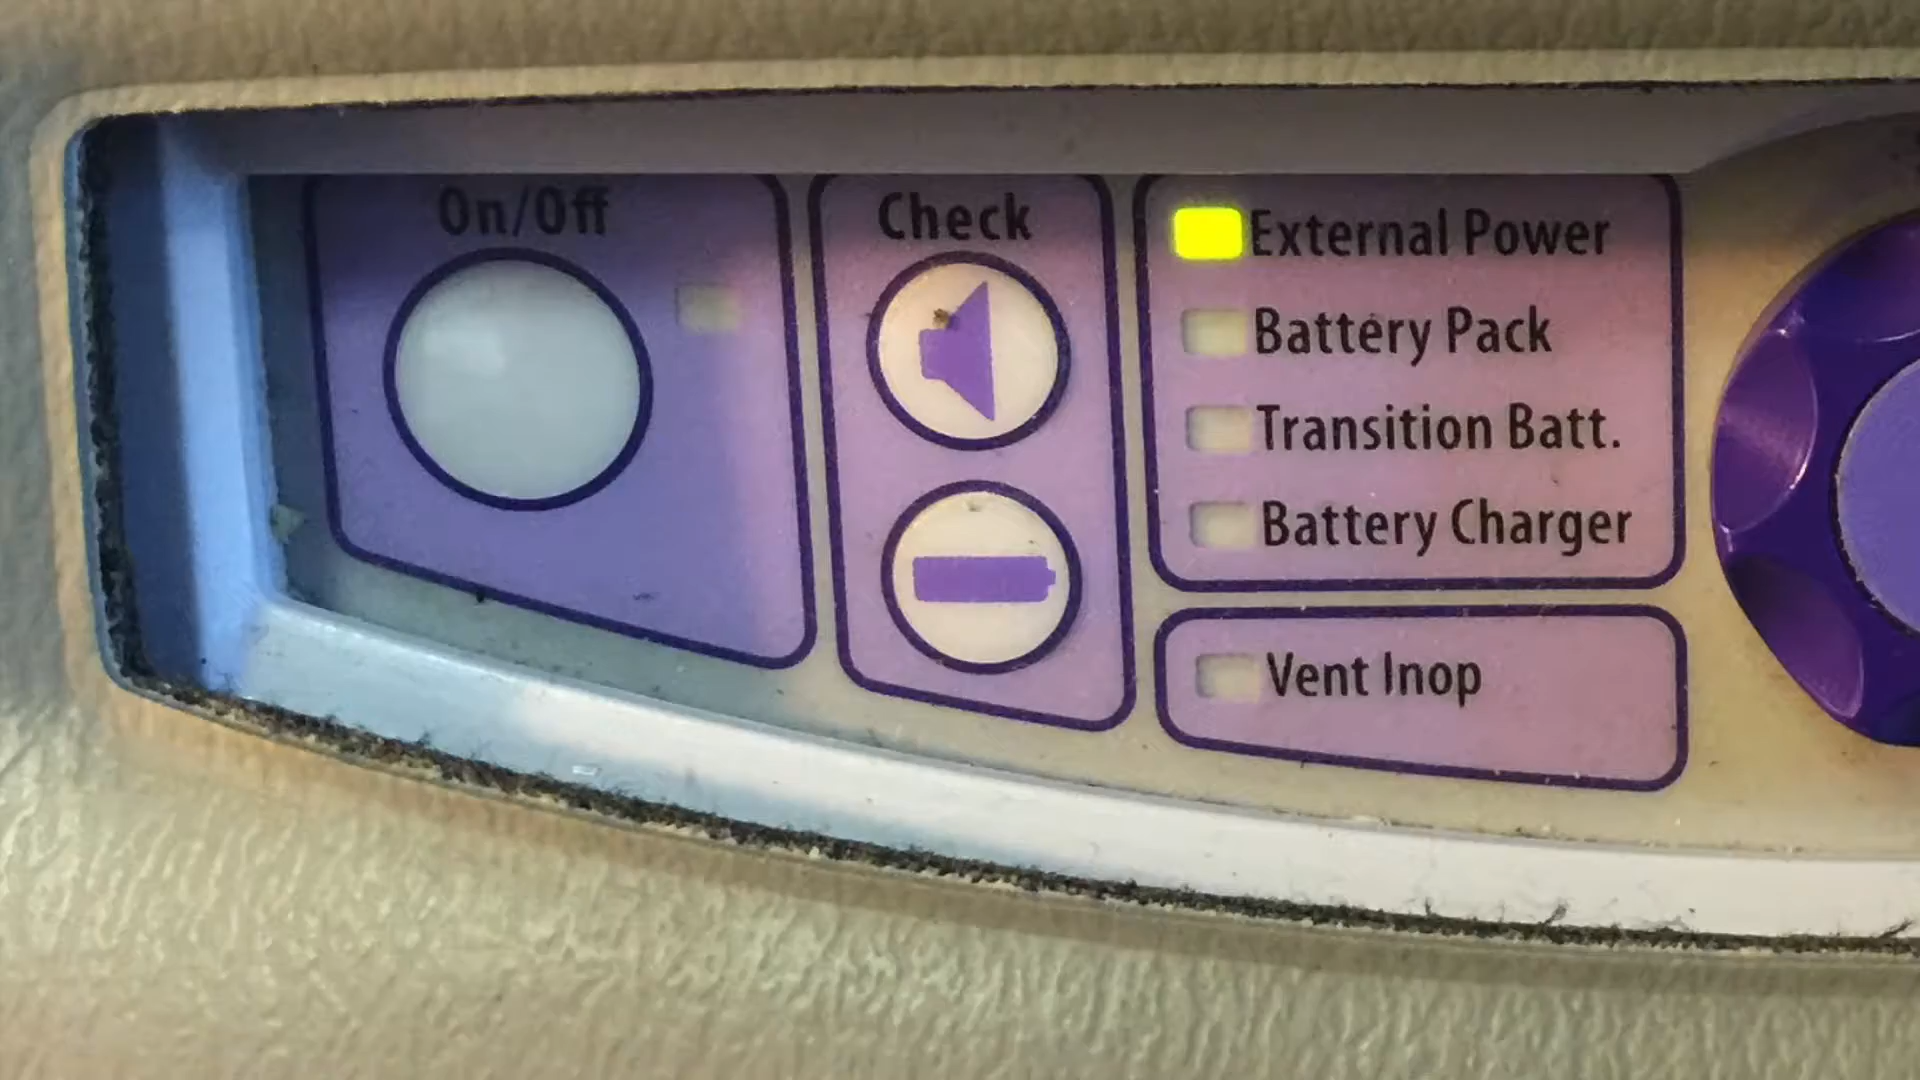 On/Off
Check
External Power
Battery Pack
Transition Batt.
Battery Charger
Vent Inop